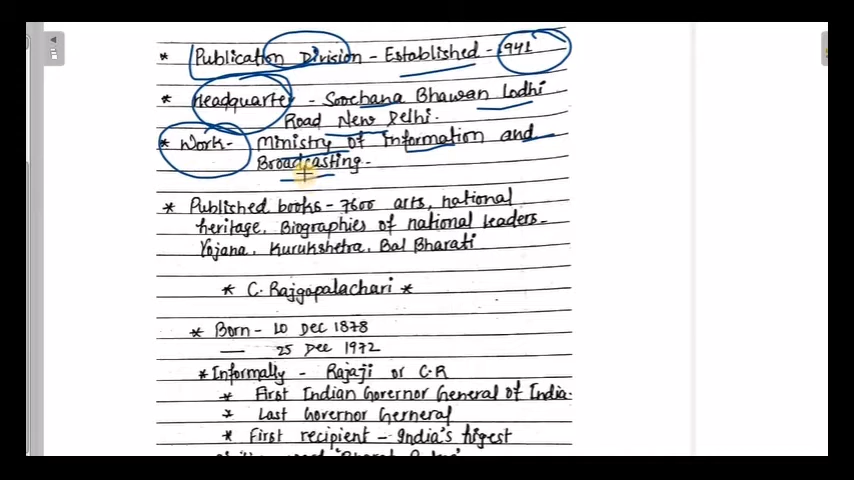 * Publication Division - Established - 1941
* Headquarter - Soochana Bhawan Lodhi
Road New Delhi.
* Work - Ministry of Information and
Broadcasting -
* Published books - 7600 arts, national
heritage, Biographies of national leaders -
Yojana, Kurukshetra, Bal Bharati
* C. Rajgopalachari *
* Born - 10 Dec 1878
— 25 Dec 1972
* Informally - Rajaji or C.R
* First Indian Governor General of India.
* Last Governor Gerneral
* First recipient - India's higest